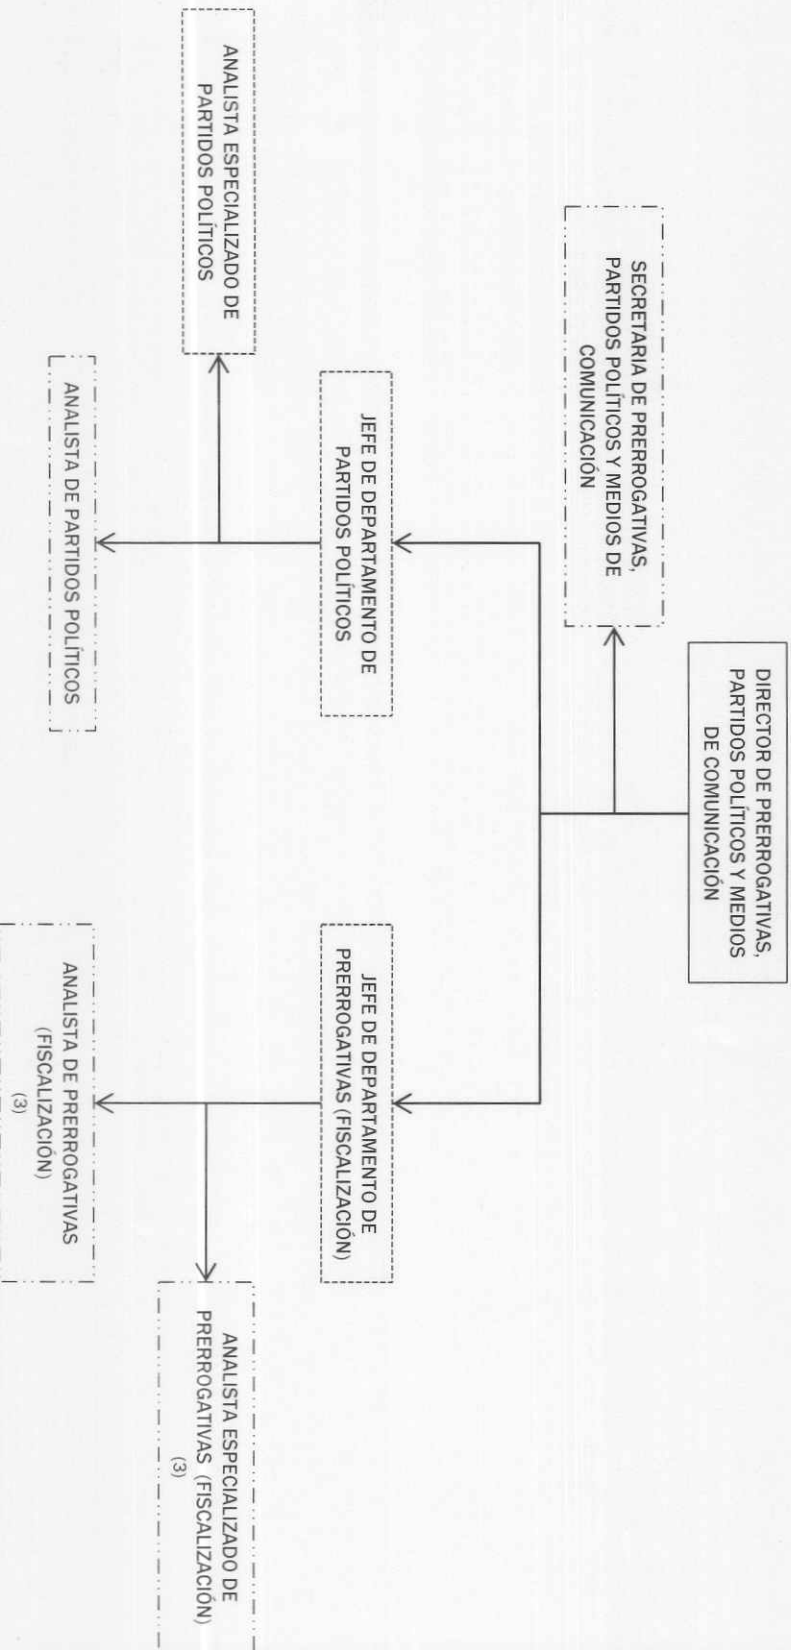 DIRECTOR DE PRERROGATIVAS,
PARTIDOS POLÍTICOS Y MEDIOS
DE COMUNICACIÓN
SECRETARIA DE PRERROGATIVAS,
PARTIDOS POLÍTICOS Y MEDIOS DE
COMUNICACIÓN
JEFE DE DEPARTAMENTO DE
PARTIDOS POLÍTICOS
JEFE DE DEPARTAMENTO DE
PRERROGATIVAS (FISCALIZACIÓN)
ANALISTA ESPECIALIZADO DE
PARTIDOS POLÍTICOS
ANALISTA ESPECIALIZADO DE
PRERROGATIVAS (FISCALIZACIÓN)
(3)
ANALISTA DE PARTIDOS POLÍTICOS
ANALISTA DE PRERROGATIVAS
(FISCALIZACIÓN)
(3)